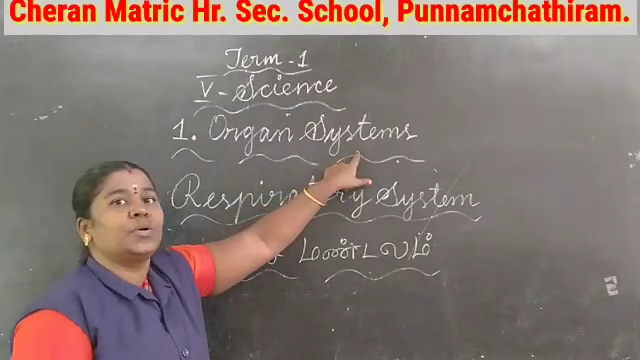 Cheran Matric Hr. Sec. School, Punnamchathiram.
Term - 1
V - Science
1. Organ Systems
Respiratory System
மண்டலம்